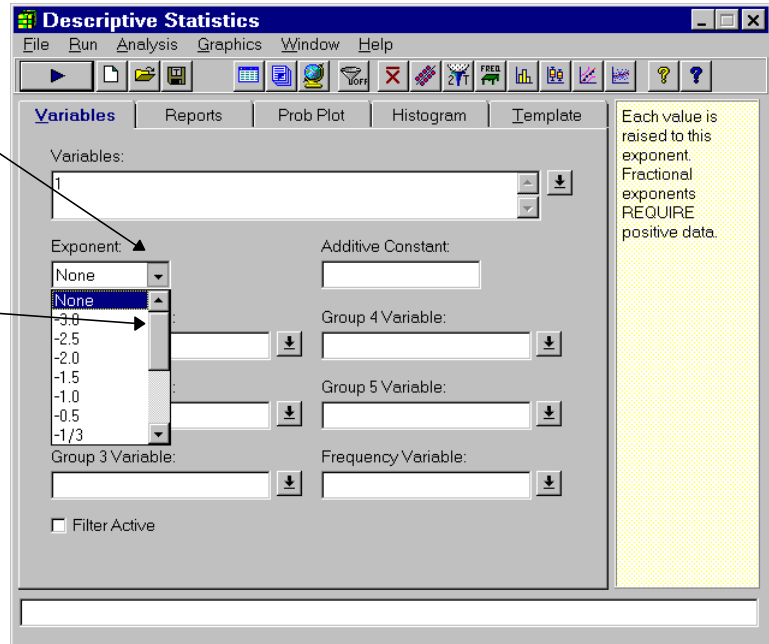 Descriptive Statistics
File Run Analysis Graphics Window Help
OFF FREQ ? ?
Variables Reports Prob Plot Histogram Template
Variables:
1
Exponent: Additive Constant:
None
None
-3.0
-2.5
-2.0
-1.5
-1.0
-0.5
-1/3
Group 4 Variable:
Group 5 Variable:
Group 3 Variable: Frequency Variable:
Filter Active
Each value is
raised to this
exponent.
Fractional
exponents
REQUIRE
positive data.